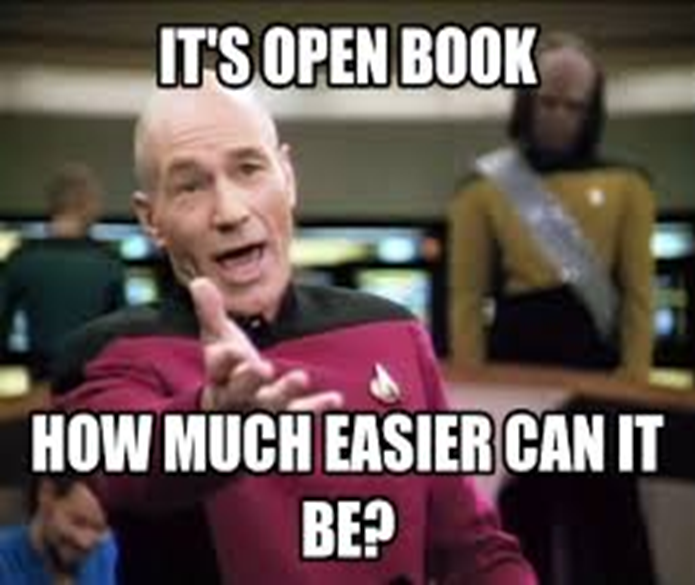 IT'S OPEN BOOK
HOW MUCH EASIER CAN IT
BE?